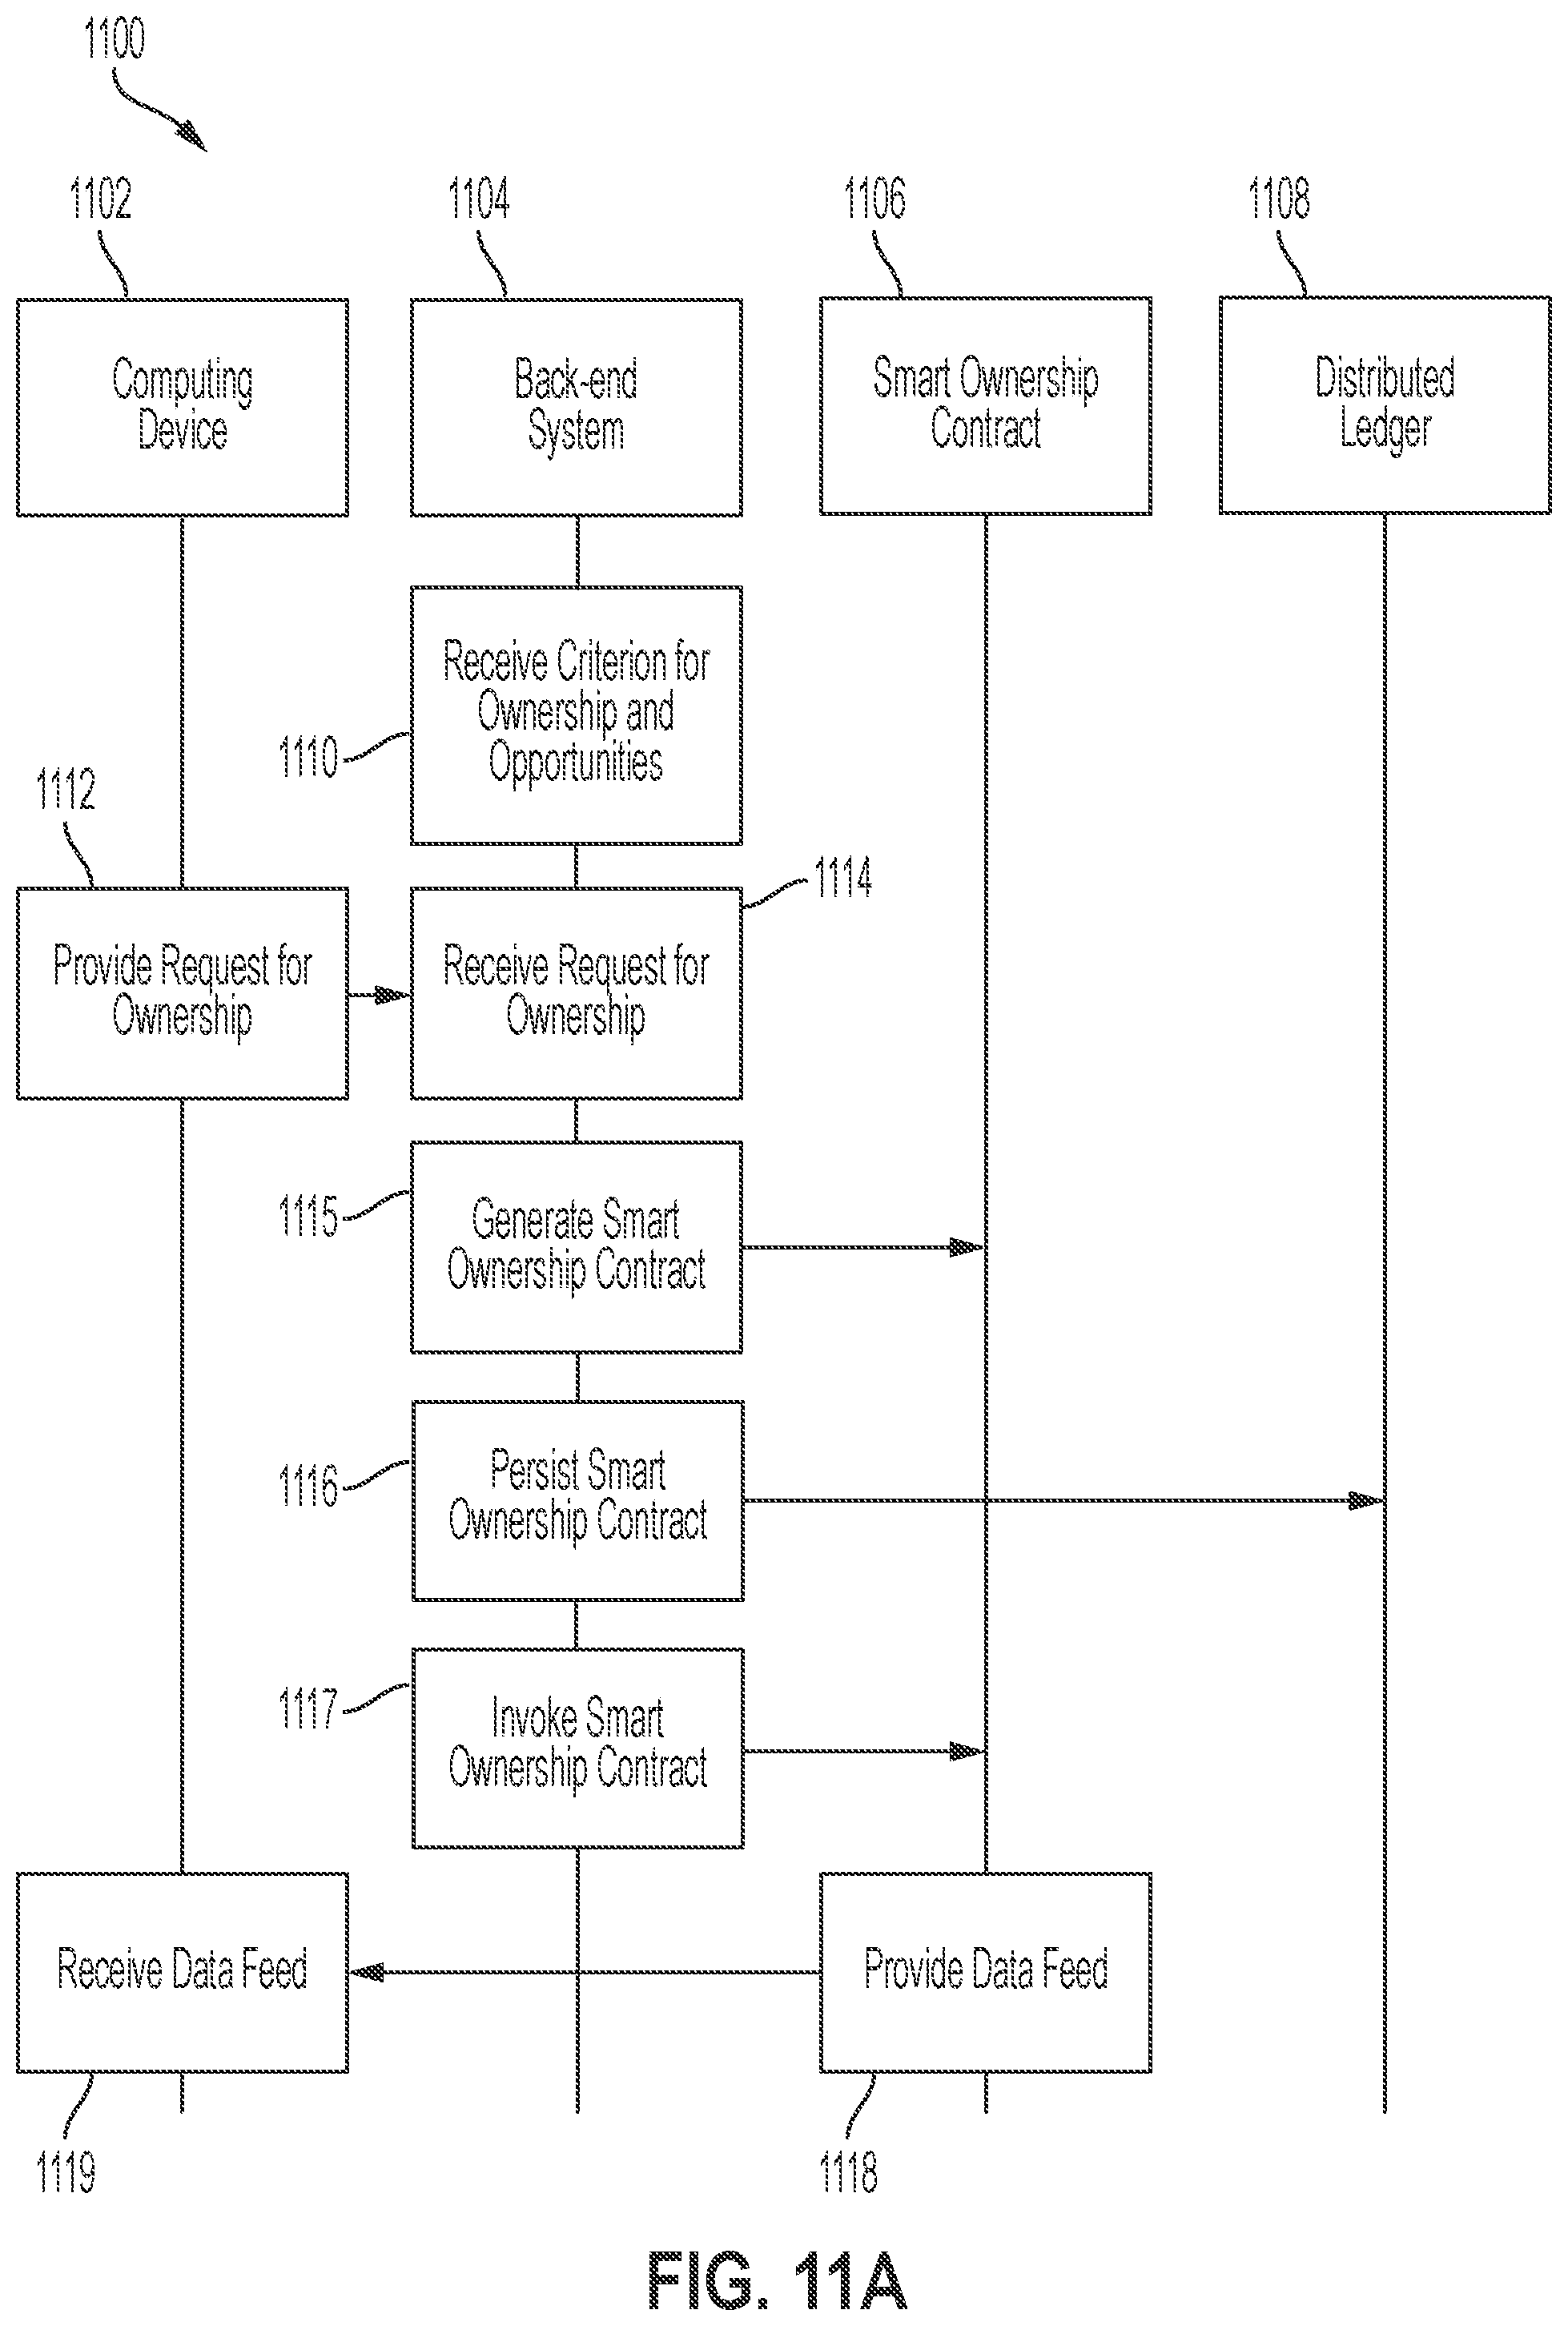 1100
1102
1104
1106
1108
Computing
Device
Back-end
System
Smart Ownership
Contract
Distributed
Ledger
Receive Criterion for
Ownership and
Opportunities
1110
1112
1114
Provide Request for
Ownership
Receive Request for
Ownership
1115
Generate Smart
Ownership Contract
1116
Persist Smart
Ownership Contract
1117
Invoke Smart
Ownership Contract
Receive Data Feed
Provide Data Feed
1119
1118
FIG. 11A